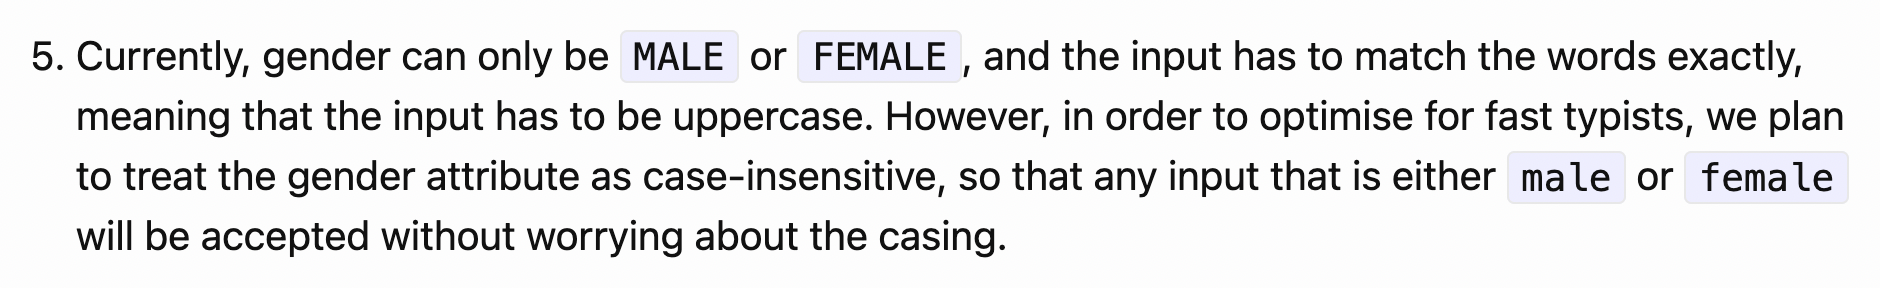 5. Currently, gender can only be MALE or FEMALE, and the input has to match the words exactly,
meaning that the input has to be uppercase. However, in order to optimise for fast typists, we plan
to treat the gender attribute as case-insensitive, so that any input that is either male or female
will be accepted without worrying about the casing.